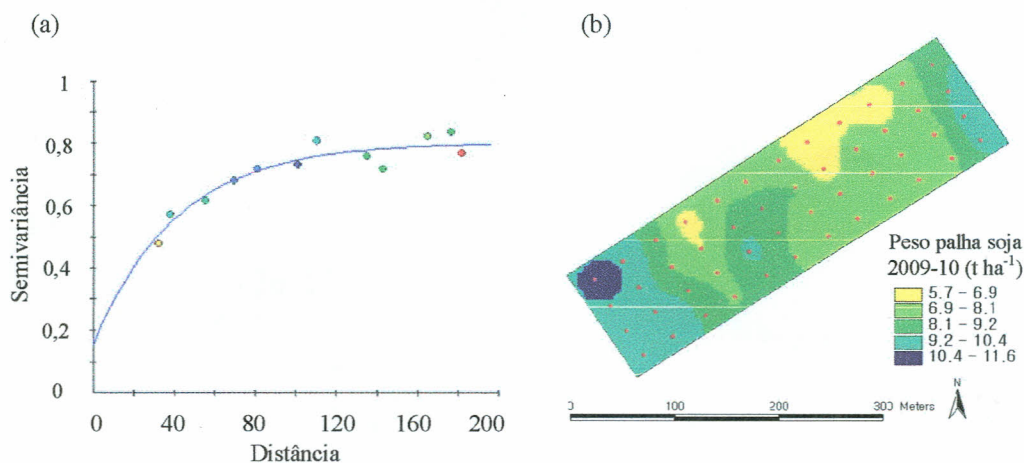 (a)
(b)
1
0,8
0,6
0,4
0,2
0
Semivariância
0 40 80 120 160 200
Distância
Peso palha soja
2009-10 (t ha⁻¹)
5.7 - 6.9
6.9 - 8.1
8.1 - 9.2
9.2 - 10.4
10.4 - 11.6
N
0 100 200 300 Meters